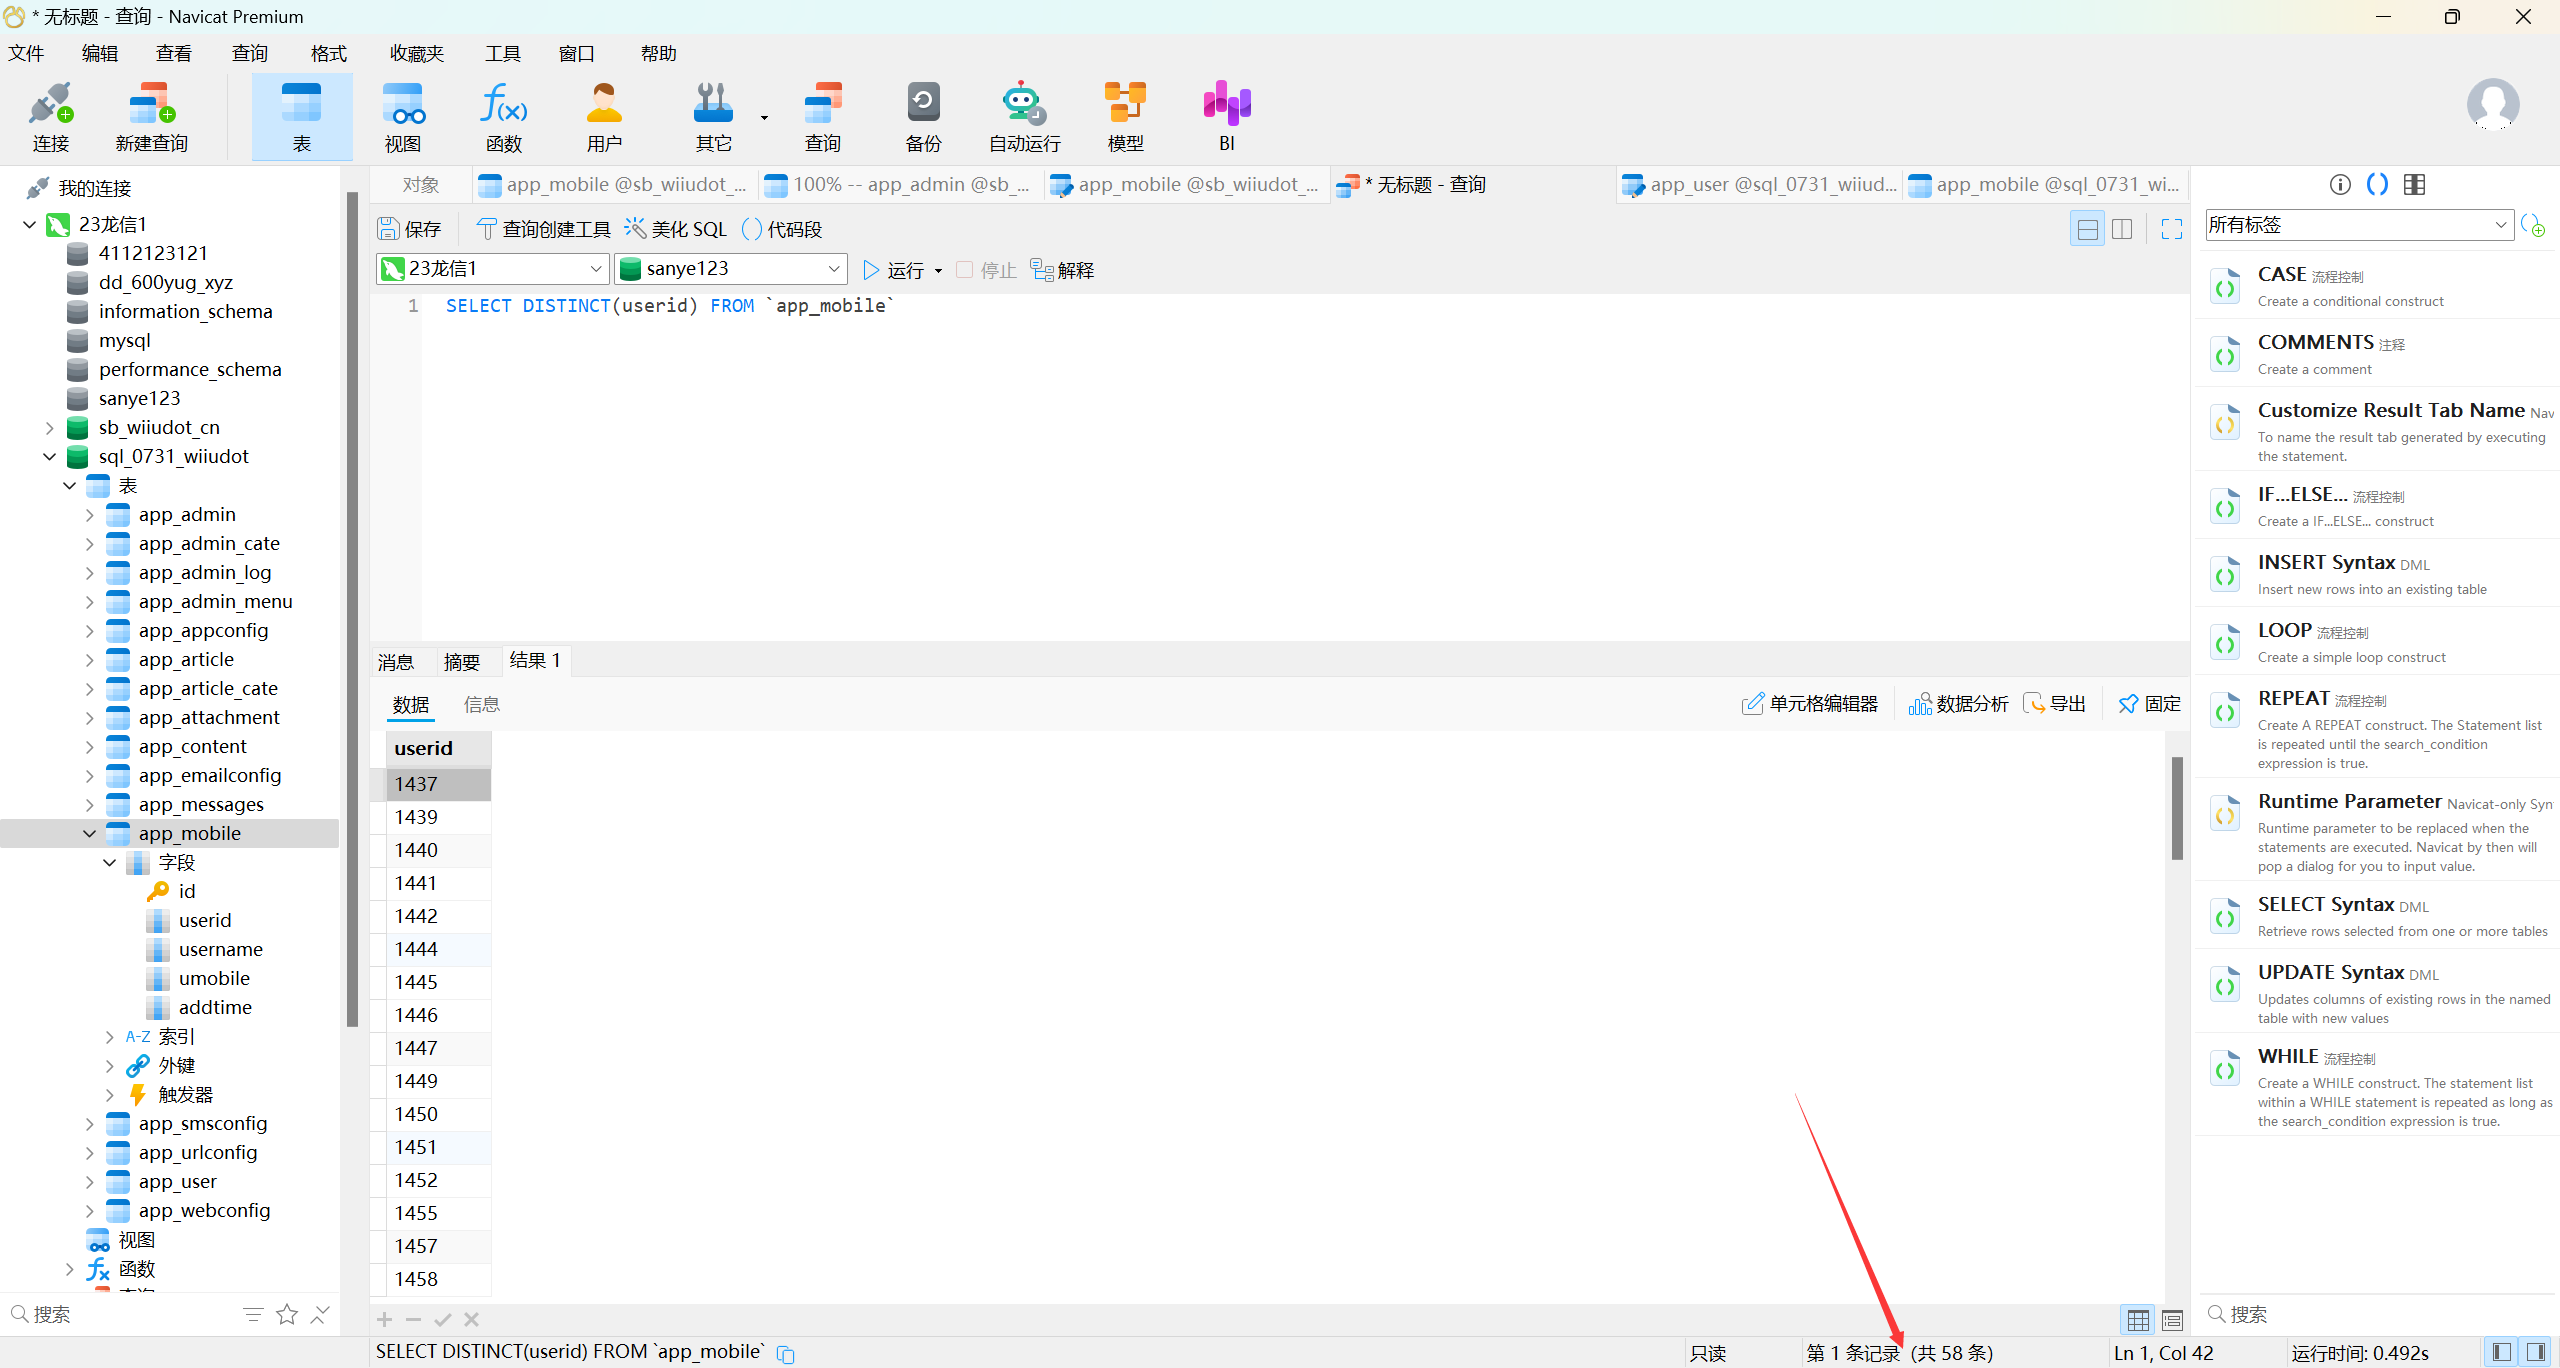 * 无标题 - 查询 - Navicat Premium
文件 编辑 查看 查询 格式 收藏夹 工具 窗口 帮助
连接 新建查询 表 视图 函数 用户 其它 查询 备份 自动运行 模型 BI
我的连接
23龙信1
4112123121
dd_600yug_xyz
information_schema
mysql
performance_schema
sanye123
sb_wiiudot_cn
sql_0731_wiiudot
表
app_admin
app_admin_cate
app_admin_log
app_admin_menu
app_appconfig
app_article
app_article_cate
app_attachment
app_content
app_emailconfig
app_messages
app_mobile
字段
id
userid
username
umobile
addtime
A-Z 索引
外键
触发器
app_smsconfig
app_urlconfig
app_user
app_webconfig
视图
函数
搜索
对象 app_mobile @sb_wiiudot_... 100% -- app_admin @sb_... app_mobile @sb_wiiudot_... * 无标题 - 查询 app_user @sql_0731_wiiud... app_mobile @sql_0731_wi...
保存 查询创建工具 美化 SQL () 代码段
23龙信1 sanye123 运行 停止 解释
1 SELECT DISTINCT(userid) FROM `app_mobile`
消息 摘要 结果 1
数据 信息 单元格编辑器 数据分析 导出 固定
userid
1437
1439
1440
1441
1442
1444
1445
1446
1447
1449
1450
1451
1452
1455
1457
1458
SELECT DISTINCT(userid) FROM `app_mobile` 只读 第 1 条记录 (共 58 条) Ln 1, Col 42 运行时间: 0.492s
所有标签
CASE 流程控制
Create a conditional construct
COMMENTS 注释
Create a comment
Customize Result Tab Name Nav
To name the result tab generated by executing
the statement.
IF...ELSE... 流程控制
Create a IF...ELSE... construct
INSERT Syntax DML
Insert new rows into an existing table
LOOP 流程控制
Create a simple loop construct
REPEAT 流程控制
Create A REPEAT construct. The Statement list
is repeated until the search_condition
expression is true.
Runtime Parameter Navicat-only Syn
Runtime parameter to be replaced when the
statements are executed. Navicat by then will
pop a dialog for you to input value.
SELECT Syntax DML
Retrieve rows selected from one or more tables
UPDATE Syntax DML
Updates columns of existing rows in the named
table with new values
WHILE 流程控制
Create a WHILE construct. The statement list
within a WHILE statement is repeated as long as
the search_condition expression is true.
搜索